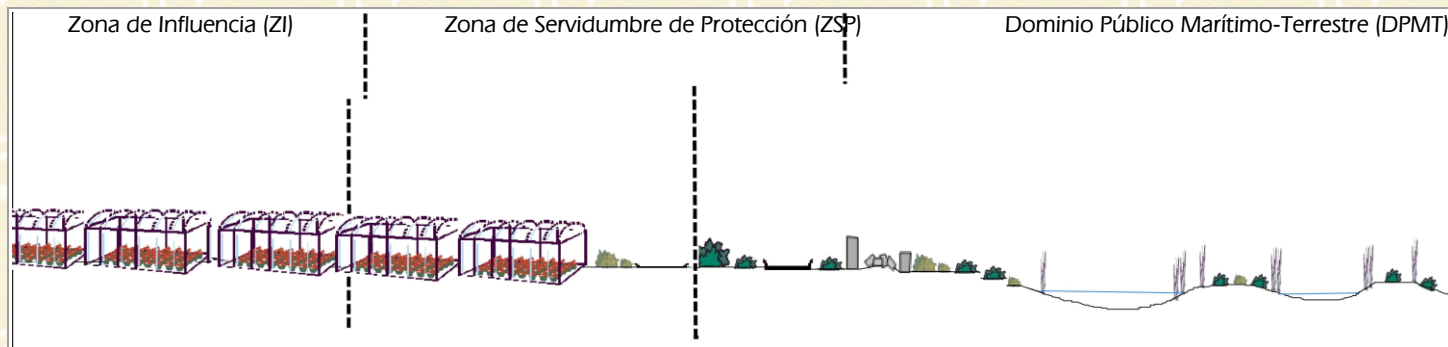 Zona de Influencia (ZI) Zona de Servidumbre de Protección (ZSP) Dominio Público Marítimo-Terrestre (DPMT)